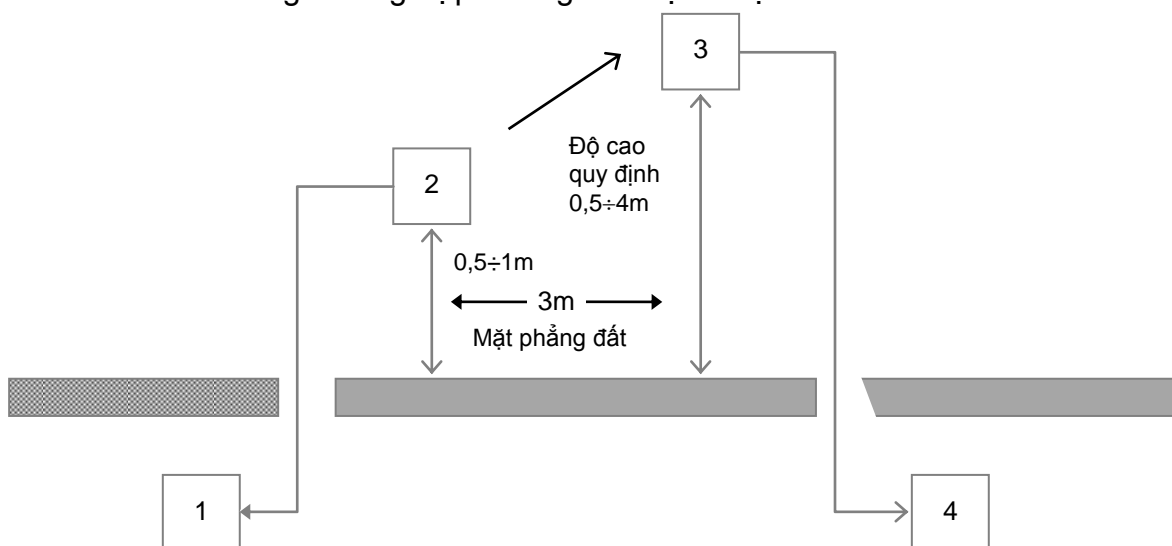 3
Độ cao
quy định
0,5÷4m
2
0,5÷1m
3m
Mặt phẳng đất
1
4